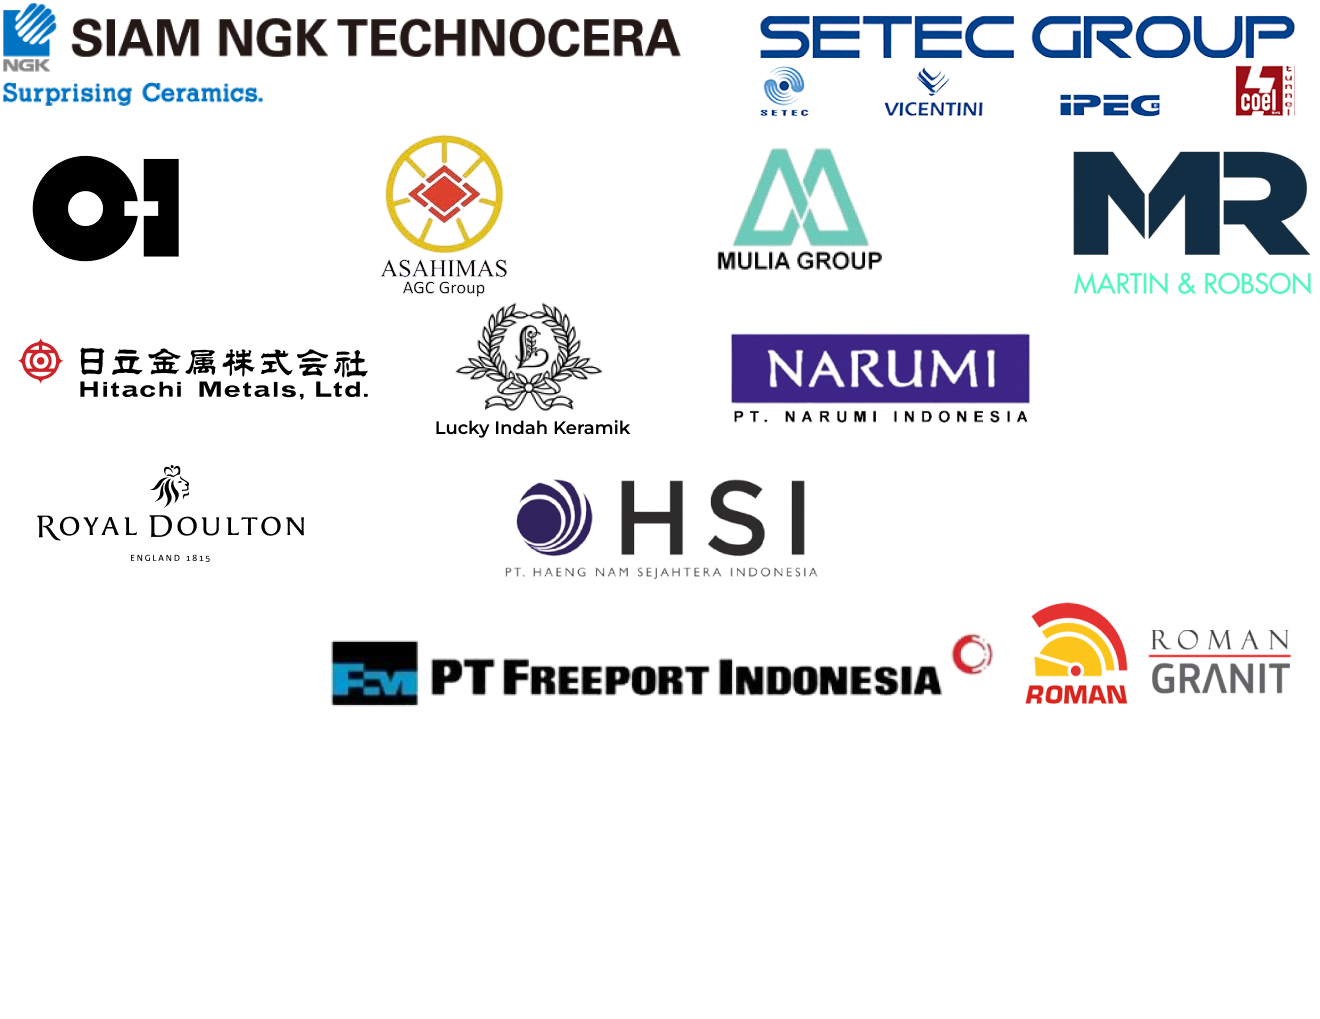 NGK
SIAM NGK TECHNOCERA
Surprising Ceramics.
SETEC GROUP
SETEC
VICENTINI
IPEG
coel
tunnel
O-I
ASAHIMAS
AGC Group
MULIA GROUP
MR
MARTIN & ROBSON
日立金属株式会社
Hitachi Metals, Ltd.
L
Lucky Indah Keramik
NARUMI
PT. NARUMI INDONESIA
ROYAL DOULTON
ENGLAND 1815
HSI
PT. HAENG NAM SEJAHTERA INDONESIA
FM
PT FREEPORT INDONESIA
ROMAN
ROMAN
GRANIT